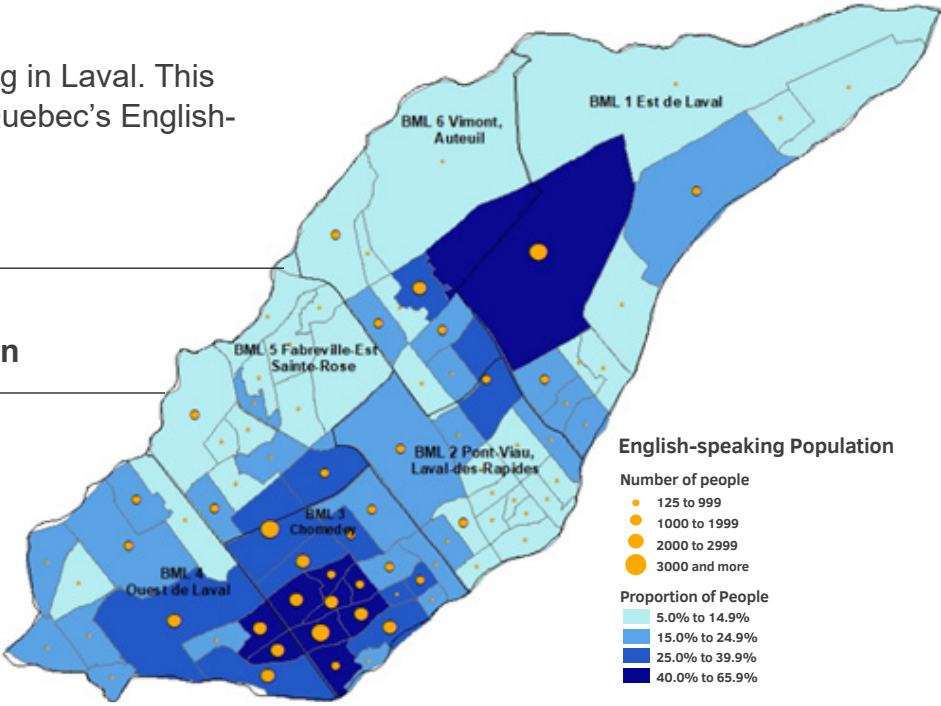 g in Laval. This
uebec's English-
n
BML 1 Est de Laval
BML 6 Vimont,
Auteuil
BML 5 Fabreville-Est
Sainte-Rose
BML 2 Pont-Viau,
Laval-des-Rapides
BML 3
Chomedey
BML 4
Ouest de Laval
English-speaking Population
Number of people
125 to 999
1000 to 1999
2000 to 2999
3000 and more
Proportion of People
5.0% to 14.9%
15.0% to 24.9%
25.0% to 39.9%
40.0% to 65.9%